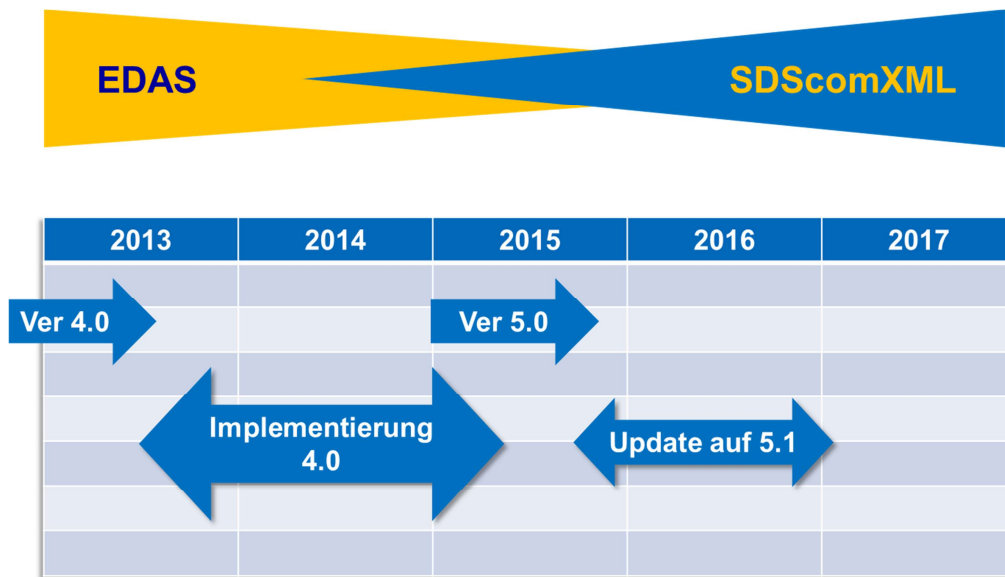 EDAS
SDScomXML
2013 2014 2015 2016 2017
Ver 4.0
Ver 5.0
Implementierung
4.0
Update auf 5.1